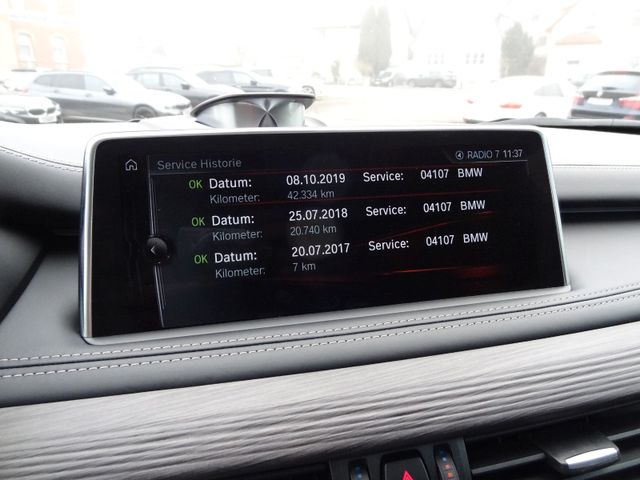 Service Historie
RADIO 7 11:37
OK Datum: 08.10.2019 Service: 04107 BMW
Kilometer: 42.334 km
OK Datum: 25.07.2018 Service: 04107 BMW
Kilometer: 20.740 km
OK Datum: 20.07.2017 Service: 04107 BMW
Kilometer: 7 km